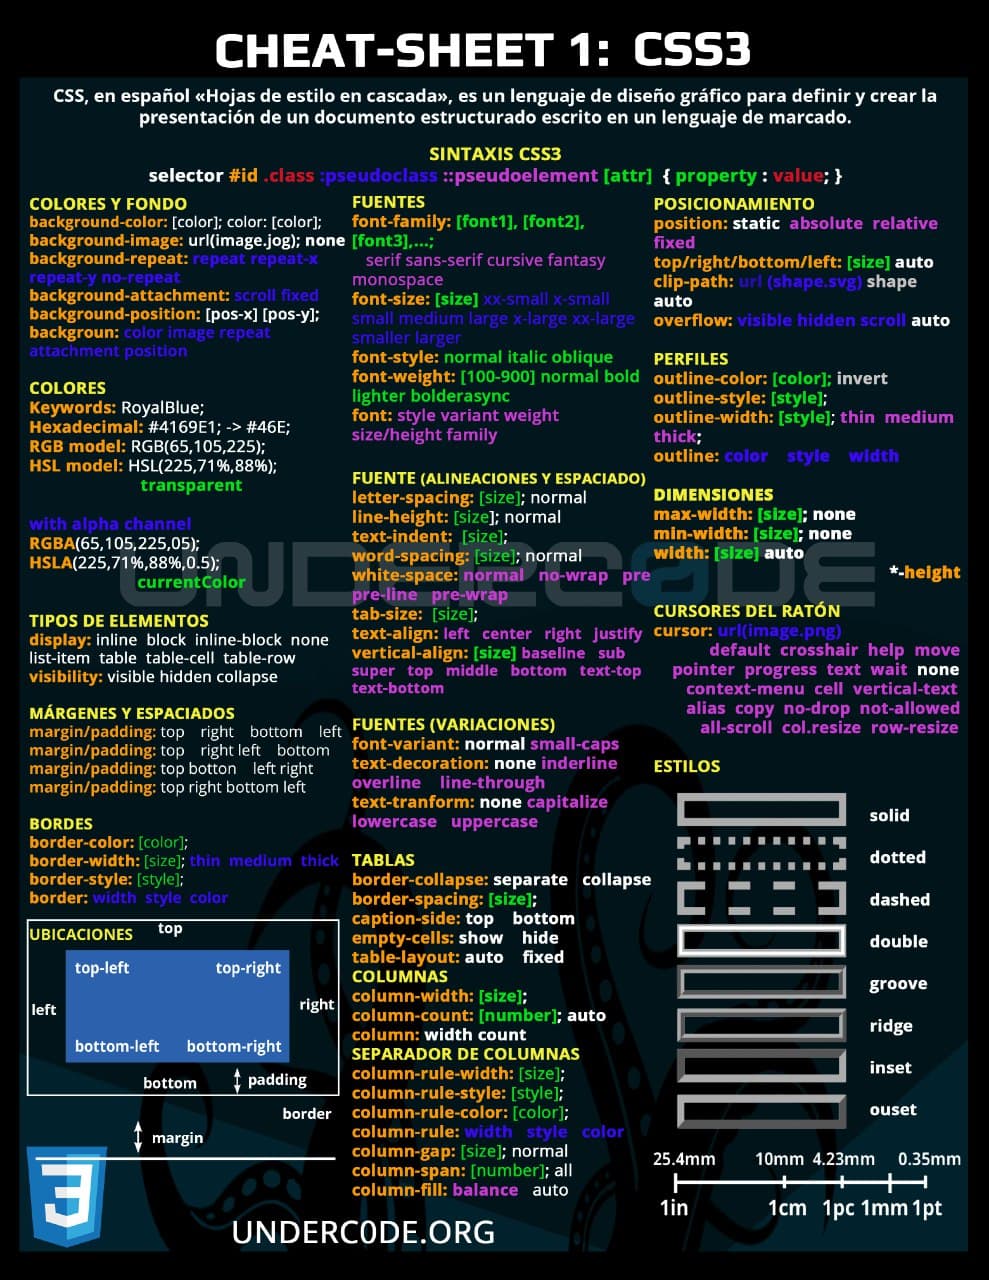 CHEAT-SHEET 1: CSS3
CSS, en español «Hojas de estilo en cascada», es un lenguaje de diseño gráfico para definir y crear la
presentación de un documento estructurado escrito en un lenguaje de marcado.
SINTAXIS CSS3
selector #id .class :pseudoclass ::pseudoelement [attr] { property : value; }
COLORES Y FONDO
background-color: [color]; color: [color];
background-image: url(image.jog); none
background-repeat: repeat repeat-x
repeat-y no-repeat
background-attachment: scroll fixed
background-position: [pos-x] [pos-y];
backgroun: color image repeat
attachment position
COLORES
Keywords: RoyalBlue;
Hexadecimal: #4169E1; -> #46E;
RGB model: RGB(65,105,225);
HSL model: HSL(225,71%,88%);
transparent
with alpha channel
RGBA(65,105,225,05);
HSLA(225,71%,88%,0.5);
currentColor
TIPOS DE ELEMENTOS
display: inline block inline-block none
list-item table table-cell table-row
visibility: visible hidden collapse
MÁRGENES Y ESPACIADOS
margin/padding: top right bottom left
margin/padding: top right left bottom
margin/padding: top botton left right
margin/padding: top right bottom left
BORDES
border-color: [color];
border-width: [size]; thin medium thick
border-style: [style];
border: width style color
UBICACIONES
top
top-left top-right
left
right
bottom-left bottom-right
bottom
padding
border
margin
FUENTES
font-family: [font1], [font2],
[font3],...;
serif sans-serif cursive fantasy
monospace
font-size: [size] xx-small x-small
small medium large x-large xx-large
smaller larger
font-style: normal italic oblique
font-weight: [100-900] normal bold
lighter bolderasync
font: style variant weight
size/height family
FUENTE (ALINEACIONES Y ESPACIADO)
letter-spacing: [size]; normal
line-height: [size]; normal
text-indent: [size];
word-spacing: [size]; normal
white-space: normal no-wrap pre
pre-line pre-wrap
tab-size: [size];
text-align: left center right justify
vertical-align: [size] baseline sub
super top middle bottom text-top
text-bottom
FUENTES (VARIACIONES)
font-variant: normal small-caps
text-decoration: none inderline
overline line-through
text-tranform: none capitalize
lowercase uppercase
TABLAS
border-collapse: separate collapse
border-spacing: [size];
caption-side: top bottom
empty-cells: show hide
table-layout: auto fixed
COLUMNAS
column-width: [size];
column-count: [number]; auto
column: width count
SEPARADOR DE COLUMNAS
column-rule-width: [size];
column-rule-style: [style];
column-rule-color: [color];
column-rule: width style color
column-gap: [size]; normal
column-span: [number]; all
column-fill: balance auto
POSICIONAMIENTO
position: static absolute relative
fixed
top/right/bottom/left: [size] auto
clip-path: url (shape.svg) shape
auto
overflow: visible hidden scroll auto
PERFILES
outline-color: [color]; invert
outline-style: [style];
outline-width: [style]; thin medium
thick;
outline: color style width
DIMENSIONES
max-width: [size]; none
min-width: [size]; none
width: [size] auto
*-height
CURSORES DEL RATÓN
cursor: url(image.png)
default crosshair help move
pointer progress text wait none
context-menu cell vertical-text
alias copy no-drop not-allowed
all-scroll col.resize row-resize
ESTILOS
solid
dotted
dashed
double
groove
ridge
inset
ouset
25.4mm 10mm 4.23mm 0.35mm
1in 1cm 1pc 1mm 1pt
UNDERC0DE
3
UNDERC0DE.ORG